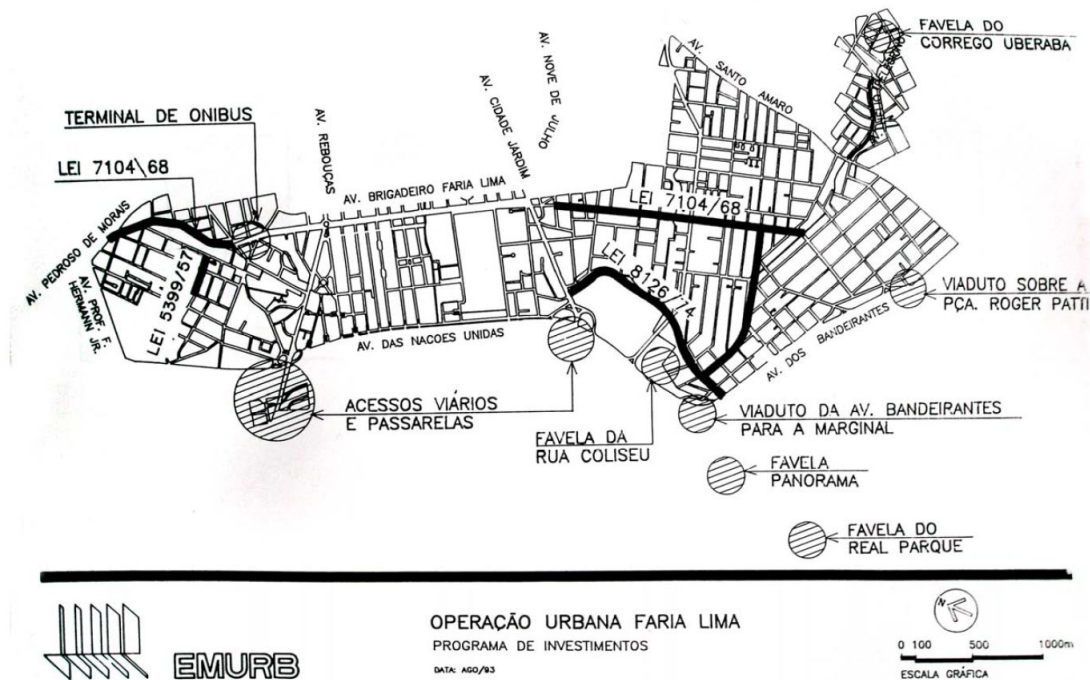 FAVELA DO
CORREGO UBERABA
AV. SANTO AMARO
AV. NOVE DE JULHO
AV. CIDADE JARDIM
AV. REBOUÇAS
TERMINAL DE ONIBUS
LEI 7104\68
AV. BRIGADEIRO FARIA LIMA
LEI 7104/68
AV. PEDROSO DE MORAIS
AV. PROF. F.
HERMANN JR.
LEI 5399/57
LEI 8126/74
VIADUTO SOBRE A
PÇA. ROGER PATI
AV. DAS NACOES UNIDAS
AV. DOS BANDEIRANTES
ACESSOS VIÁRIOS
E PASSARELAS
FAVELA DA
RUA COLISEU
VIADUTO DA AV. BANDEIRANTES
PARA A MARGINAL
FAVELA
PANORAMA
FAVELA DO
REAL PARQUE
EMURB
OPERAÇÃO URBANA FARIA LIMA
PROGRAMA DE INVESTIMENTOS
DATA: AGO/93
N
0 100 500 1000m
ESCALA GRÁFICA